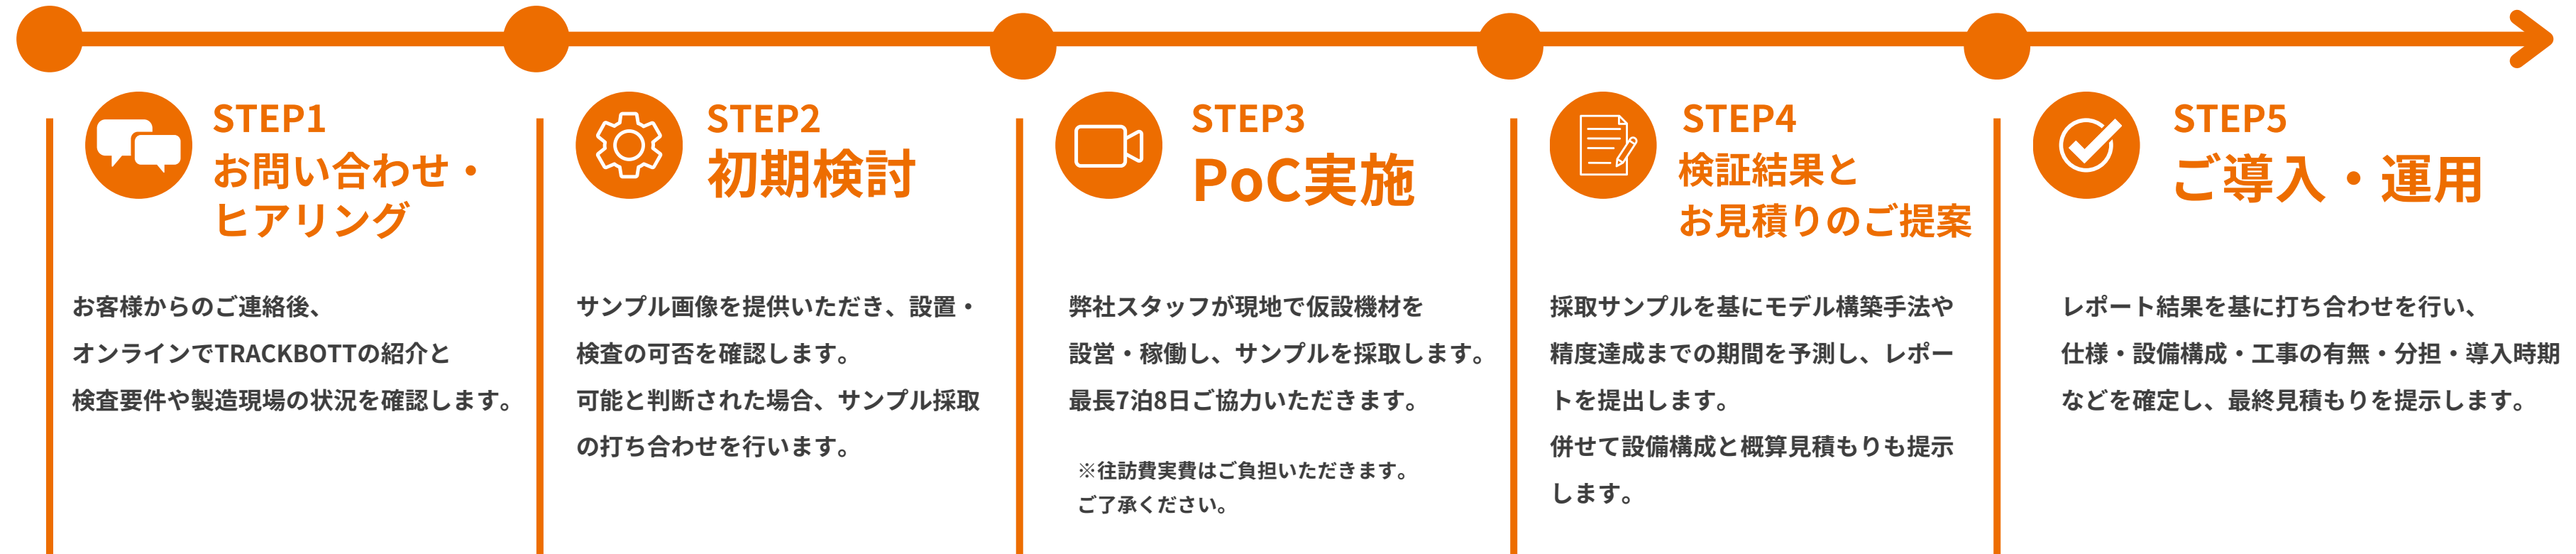 STEP1
お問い合わせ・
ヒアリング
お客様からのご連絡後、
オンラインでTRACKBOTTの紹介と
検査要件や製造現場の状況を確認します。
STEP2
初期検討
サンプル画像を提供いただき、設置・
検査の可否を確認します。
可能と判断された場合、サンプル採取
の打ち合わせを行います。
STEP3
PoC実施
弊社スタッフが現地で仮設機材を
設営・稼働し、サンプルを採取します。
最長7泊8日ご協力いただきます。
※往訪費実費はご負担いただきます。
ご了承ください。
STEP4
検証結果と
お見積りのご提案
採取サンプルを基にモデル構築手法や
精度達成までの期間を予測し、レポー
トを提出します。
併せて設備構成と概算見積もりも提示
します。
STEP5
ご導入・運用
レポート結果を基に打ち合わせを行い、
仕様・設備構成・工事の有無・分担・導入時期
などを確定し、最終見積もりを提示します。